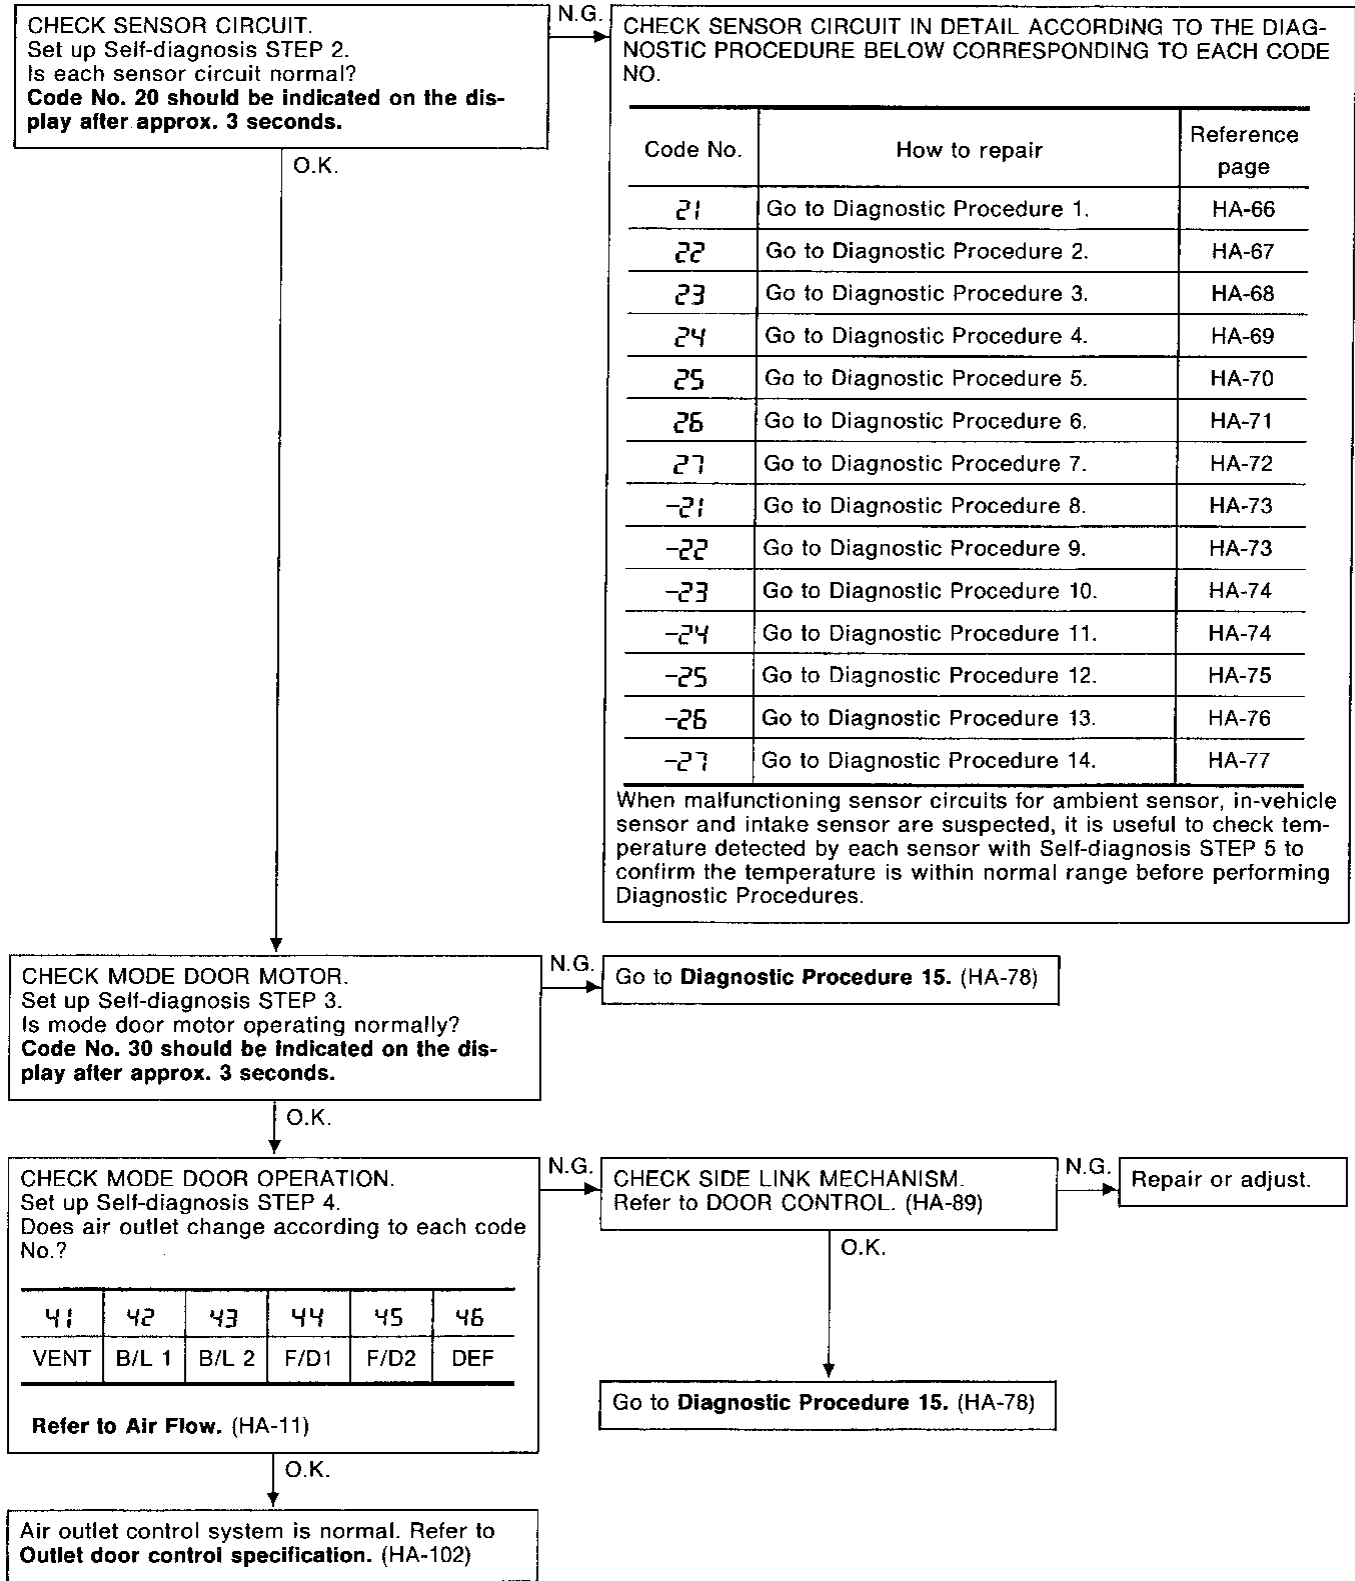 CHECK SENSOR CIRCUIT.
Set up Self-diagnosis STEP 2.
Is each sensor circuit normal?
Code No. 20 should be indicated on the dis-
play after approx. 3 seconds.
N.G.
O.K.
CHECK SENSOR CIRCUIT IN DETAIL ACCORDING TO THE DIAG-
NOSTIC PROCEDURE BELOW CORRESPONDING TO EACH CODE
NO.
Code No. How to repair Reference page
21 Go to Diagnostic Procedure 1. HA-66
22 Go to Diagnostic Procedure 2. HA-67
23 Go to Diagnostic Procedure 3. HA-68
24 Go to Diagnostic Procedure 4. HA-69
25 Go to Diagnostic Procedure 5. HA-70
26 Go to Diagnostic Procedure 6. HA-71
27 Go to Diagnostic Procedure 7. HA-72
-21 Go to Diagnostic Procedure 8. HA-73
-22 Go to Diagnostic Procedure 9. HA-73
-23 Go to Diagnostic Procedure 10. HA-74
-24 Go to Diagnostic Procedure 11. HA-74
-25 Go to Diagnostic Procedure 12. HA-75
-26 Go to Diagnostic Procedure 13. HA-76
-27 Go to Diagnostic Procedure 14. HA-77
When malfunctioning sensor circuits for ambient sensor, in-vehicle
sensor and intake sensor are suspected, it is useful to check tem-
perature detected by each sensor with Self-diagnosis STEP 5 to
confirm the temperature is within normal range before performing
Diagnostic Procedures.
CHECK MODE DOOR MOTOR.
Set up Self-diagnosis STEP 3.
Is mode door motor operating normally?
Code No. 30 should be indicated on the dis-
play after approx. 3 seconds.
N.G.
Go to Diagnostic Procedure 15. (HA-78)
O.K.
CHECK MODE DOOR OPERATION.
Set up Self-diagnosis STEP 4.
Does air outlet change according to each code
No.?
41 42 43 44 45 46
VENT B/L 1 B/L 2 F/D1 F/D2 DEF
Refer to Air Flow. (HA-11)
N.G.
CHECK SIDE LINK MECHANISM.
Refer to DOOR CONTROL. (HA-89)
N.G.
Repair or adjust.
O.K.
Go to Diagnostic Procedure 15. (HA-78)
O.K.
Air outlet control system is normal. Refer to
Outlet door control specification. (HA-102)